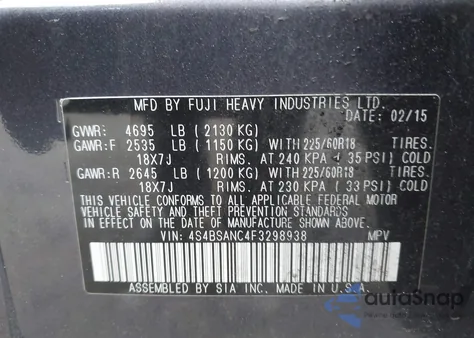 MFD BY FUJI HEAVY INDUSTRIES LTD.
DATE: 02/15
GVWR: 4695 LB (2130 KG)
GAWR:F 2535 LB (1150 KG) WITH 225/60R18 TIRES.
18X7J RIMS. AT 240 KPA (35 PSI) COLD
GAWR:R 2645 LB (1200 KG) WITH 225/60R18 TIRES.
18X7J RIMS. AT 230 KPA (33 PSI) COLD
THIS VEHICLE CONFORMS TO ALL APPLICABLE FEDERAL MOTOR
VEHICLE SAFETY AND THEFT PREVENTION STANDARDS
IN EFFECT ON THE DATE OF MANUFACTURE SHOWN ABOVE.
VIN: 4S4BSANC4F3298938 MPV
ASSEMBLED BY SIA INC. MADE IN U.S.A.
autoSnap